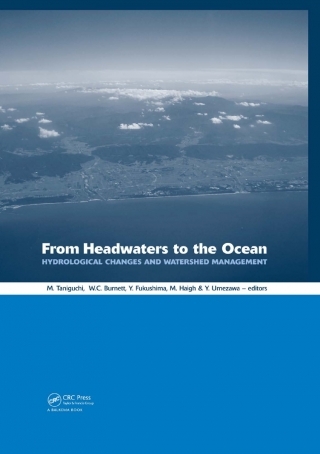 From Headwaters to the Ocean
HYDROLOGICAL CHANGES AND WATERSHED MANAGEMENT
M. Taniguchi, W.C. Burnett, Y. Fukushima, M. Haigh & Y. Umezawa – editors
CRC Press
Taylor & Francis Group
A BALKEMA BOOK